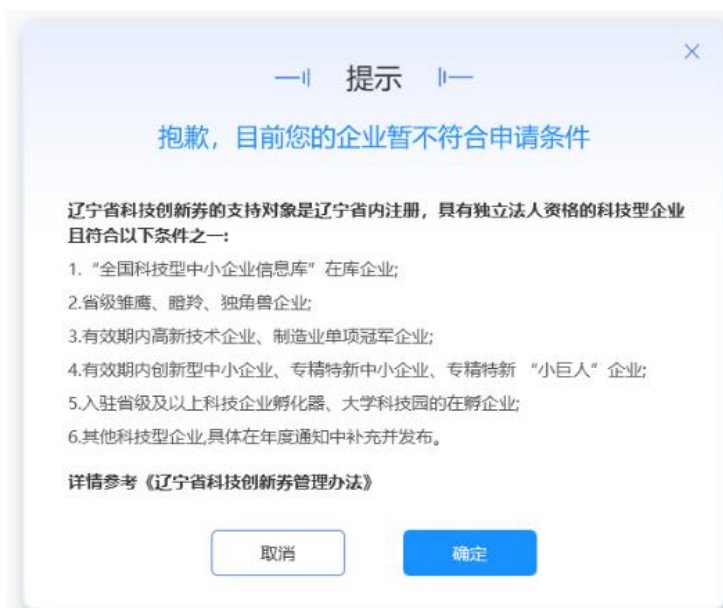 提示
抱歉，目前您的企业暂不符合申请条件
辽宁省科技创新券的支持对象是辽宁省内注册，具有独立法人资格的科技型企业
且符合以下条件之一:
1.“全国科技型中小企业信息库”在库企业;
2.省级雏鹰、瞪羚、独角兽企业;
3.有效期内高新技术企业、制造业单项冠军企业;
4.有效期内创新型中小企业、专精特新中小企业、专精特新 “小巨人”企业;
5.入驻省级及以上科技企业孵化器、大学科技园的在孵企业;
6.其他科技型企业,具体在年度通知中补充并发布。
详情参考《辽宁省科技创新券管理办法》
取消
确定